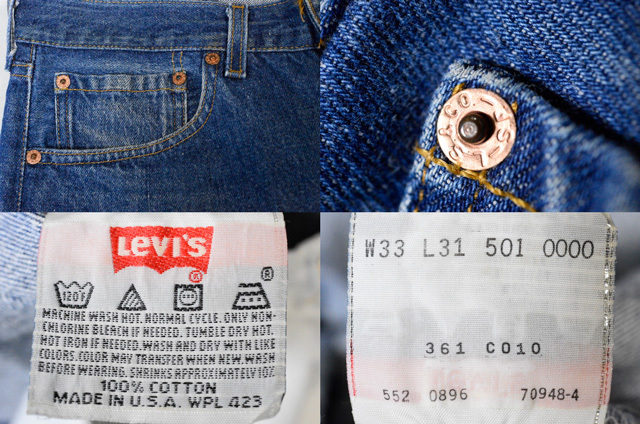 L.S.& CO.
LEVI'S
®
120F
®
MACHINE WASH HOT, NORMAL CYCLE. ONLY NON-
CHLORINE BLEACH IF NEEDED. TUMBLE DRY HOT.
HOT IRON IF NEEDED. WASH AND DRY WITH LIKE
COLORS. COLOR MAY TRANSFER WHEN NEW. WASH
BEFORE WEARING. SHRINKS APPROXIMATELY 10%
100% COTTON
MADE IN U.S.A. WPL 423
W33 L31 501 0000
361 C010
552 0896 70948-4